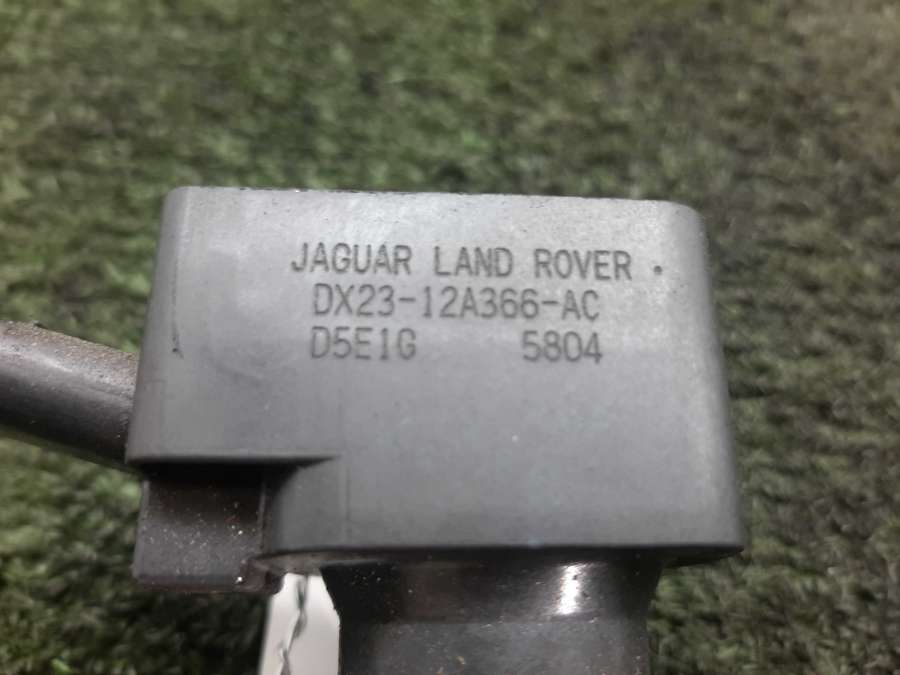 JAGUAR LAND ROVER
DX23-12A366-AC
D5E1G 5804